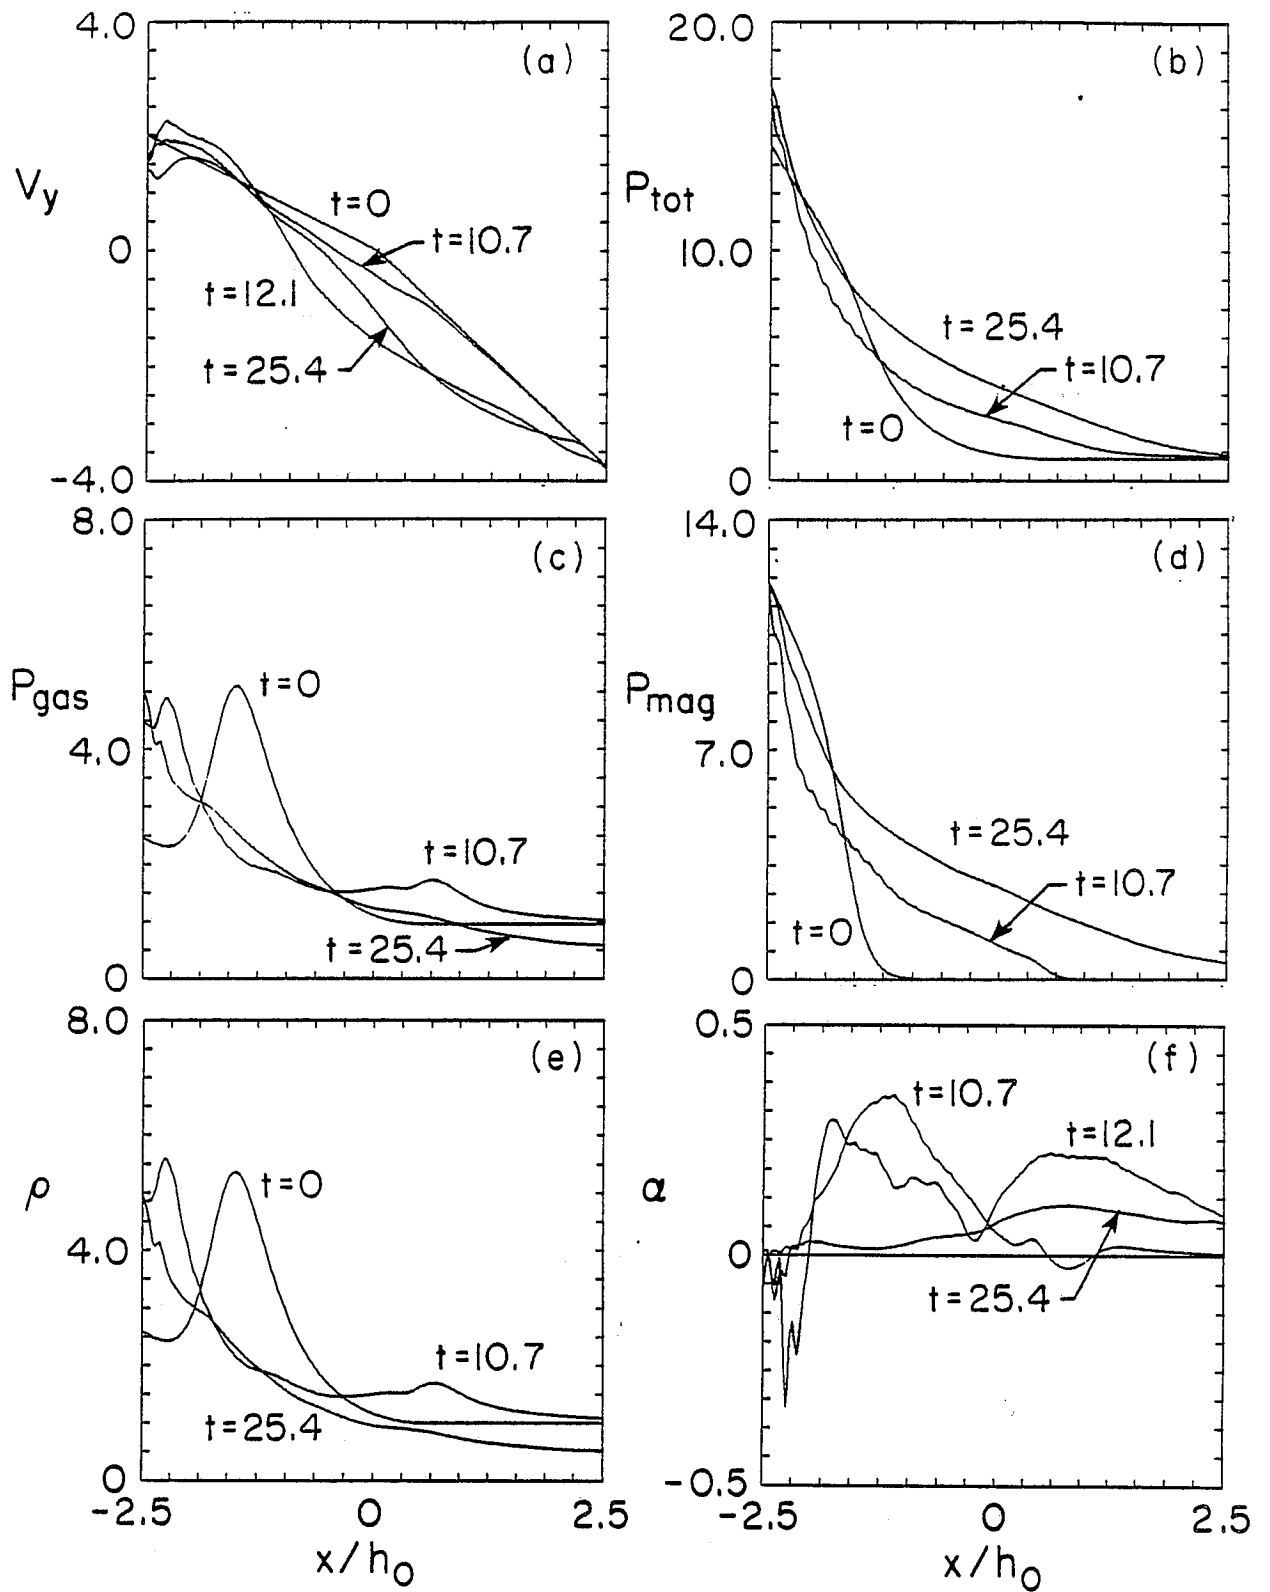 4.0
(a)
V_y
t=0
t=10.7
0
t=12.1
t=25.4
-4.0
20.0
(b)
P_tot
10.0
t=25.4
t=10.7
t=0
0
8.0
(c)
P_gas
t=0
4.0
t=10.7
t=25.4
0
14.0
(d)
P_mag
7.0
t=25.4
t=10.7
t=0
0
8.0
(e)
ρ
t=0
4.0
t=10.7
t=25.4
0
-2.5 0 2.5
x/h_0
0.5
(f)
t=10.7
t=12.1
α
0
t=25.4
-0.5
-2.5 0 2.5
x/h_0